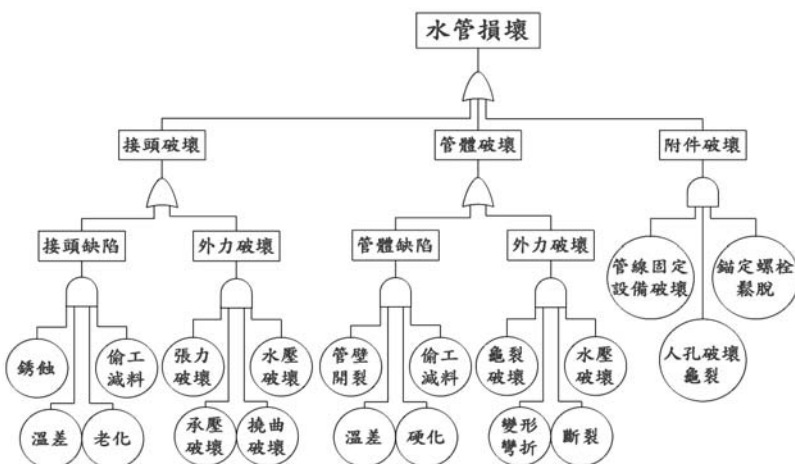 水管損壞
接頭破壞
管體破壞
附件破壞
接頭缺陷
外力破壞
管體缺陷
外力破壞
管線固定
設備破壞
錨定螺栓
鬆脫
人孔破壞
龜裂
銹蝕
偷工
減料
張力
破壞
水壓
破壞
管壁
開裂
偷工
減料
龜裂
破壞
水壓
破壞
溫差
老化
承壓
破壞
撓曲
破壞
溫差
硬化
變形
彎折
斷裂